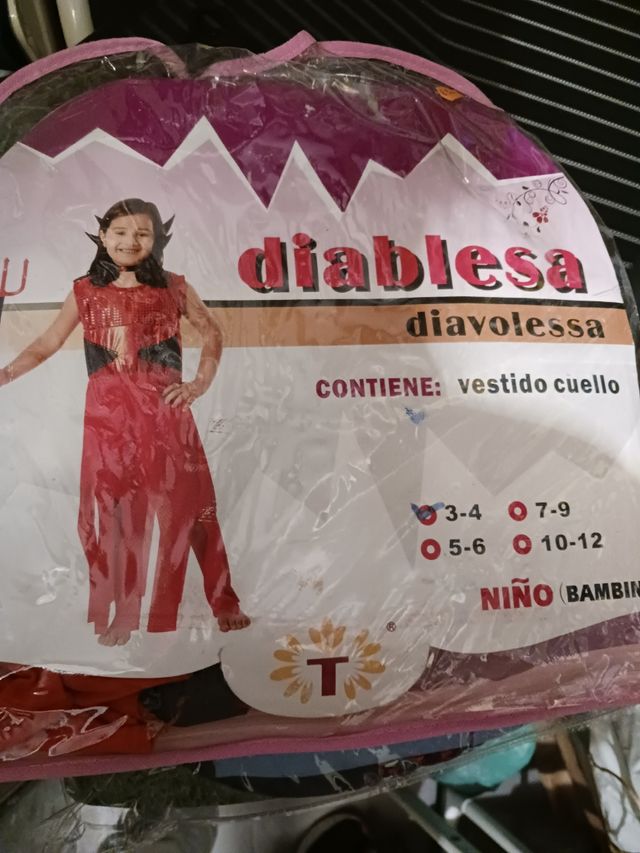 diablesa
diavolessa
CONTIENE: vestido cuello
3-4 7-9
5-6 10-12
NIÑO (BAMBIN
T ®